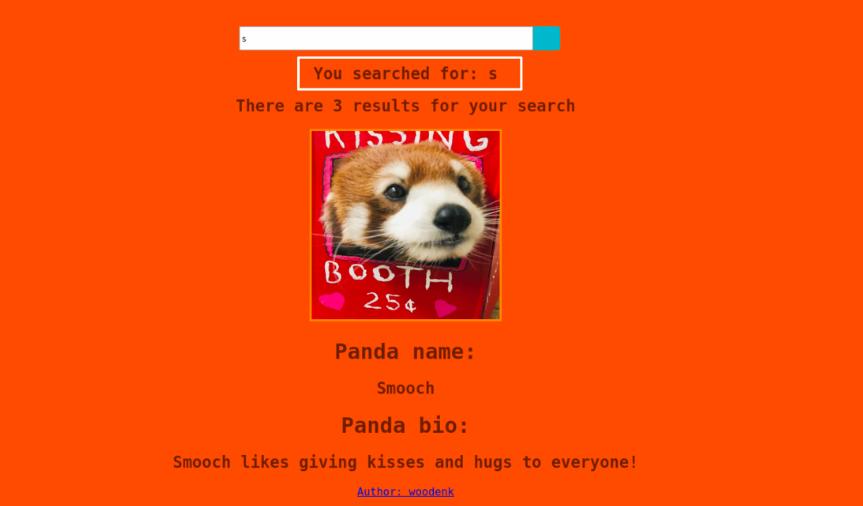 s
You searched for: s
There are 3 results for your search
KISSING
BOOTH
25¢
Panda name:
Smooch
Panda bio:
Smooch likes giving kisses and hugs to everyone!
Author: woodenk